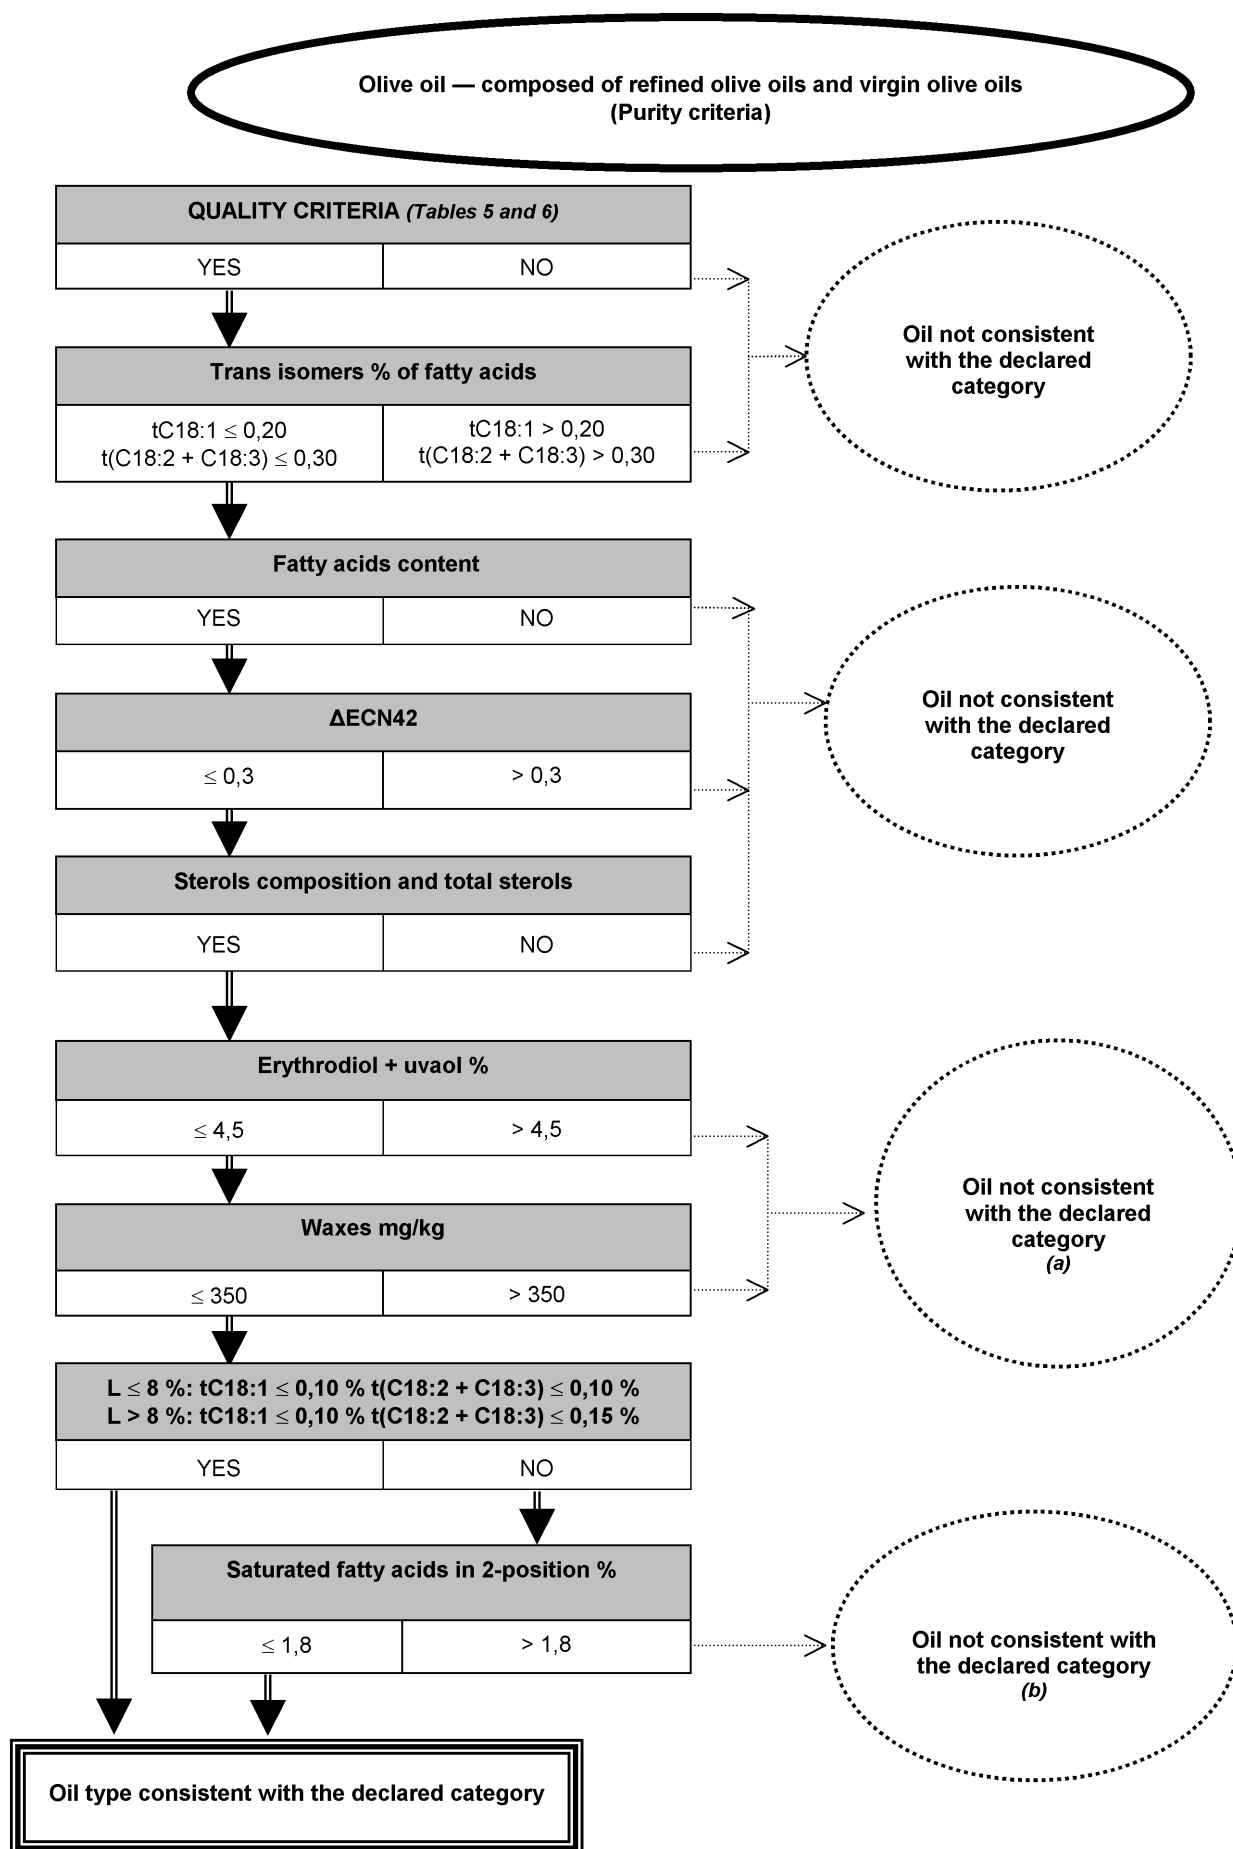 Olive oil — composed of refined olive oils and virgin olive oils
(Purity criteria)
QUALITY CRITERIA (Tables 5 and 6)
YES NO
Oil not consistent
with the declared
category
Trans isomers % of fatty acids
tC18:1 ≤ 0,20 tC18:1 > 0,20
t(C18:2 + C18:3) ≤ 0,30 t(C18:2 + C18:3) > 0,30
Fatty acids content
YES NO
Oil not consistent
with the declared
category
ΔECN42
≤ 0,3 > 0,3
Sterols composition and total sterols
YES NO
Erythrodiol + uvaol %
≤ 4,5 > 4,5
Oil not consistent
with the declared
category
(a)
Waxes mg/kg
≤ 350 > 350
L ≤ 8 %: tC18:1 ≤ 0,10 % t(C18:2 + C18:3) ≤ 0,10 %
L > 8 %: tC18:1 ≤ 0,10 % t(C18:2 + C18:3) ≤ 0,15 %
YES NO
Saturated fatty acids in 2-position %
≤ 1,8 > 1,8
Oil not consistent with
the declared category
(b)
Oil type consistent with the declared category